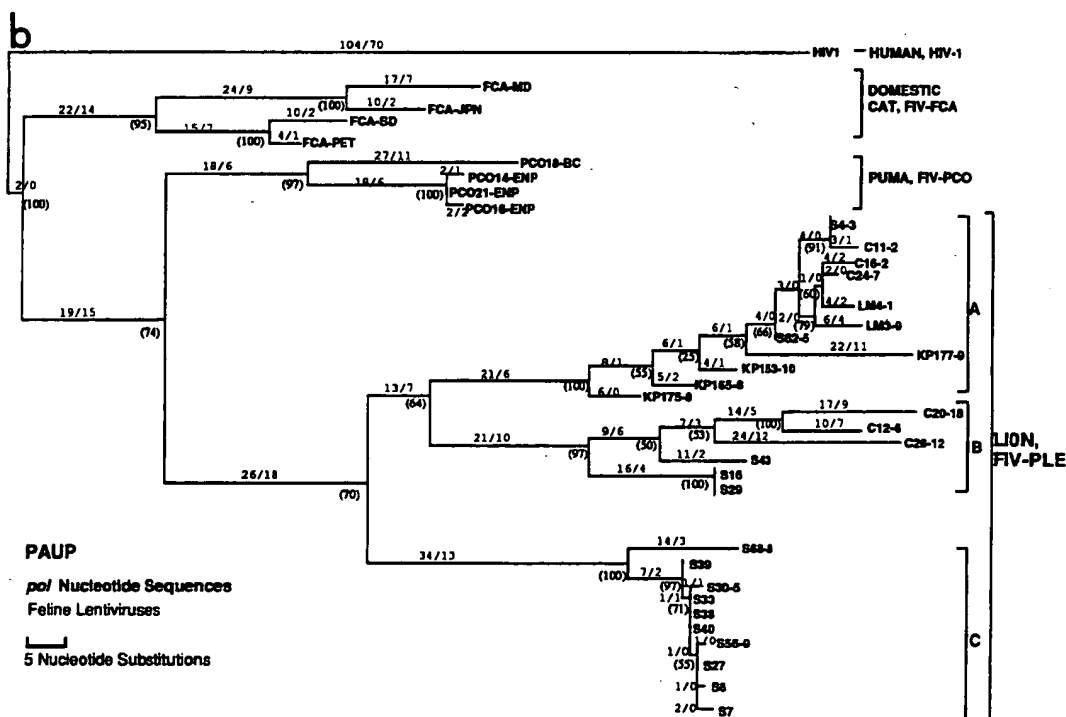 b
104/70
HIV1
HUMAN, HIV-1
17/7
FCA-MD
24/9
(100)
10/2
FCA-JPN
DOMESTIC
CAT, FIV-FCA
22/14
(95)
10/2
FCA-BD
15/7
(100)
4/1
FCA-PET
27/11
PCO18-BC
18/6
(97)
2/1
PCO14-ENP
18/6
(100)
PCO21-ENP
2/2
PCO16-ENP
PUMA, FIV-PCO
2/0
(100)
S4-3
4/0
(91)
3/1
C11-2
4/2
C16-2
2/0
C24-7
1/0
(60)
3/0
4/2
LM4-1
A
19/15
(74)
4/0
2/0
(79)
6/4
LM3-9
(66)
S62-5
6/1
(58)
22/11
KP177-9
6/1
(25)
4/1
KP153-10
8/1
(55)
5/2
KP165-8
21/6
(100)
6/0
KP175-8
13/7
(64)
17/9
C20-18
14/5
(100)
10/7
C12-6
7/3
(53)
24/12
C26-12
9/6
(50)
B
LION,
FIV-PLE
21/10
(97)
11/2
S43
16/4
S16
(100)
S29
26/18
(70)
14/3
S68-8
34/13
(100)
7/2
S39
(97)
1/1
S30-5
1/1
S33
(71)
S38
S40
1/0
S56-9
1/0
(55)
S27
C
1/0
S8
2/0
S7
PAUP
pol Nucleotide Sequences
Feline Lentiviruses
5 Nucleotide Substitutions